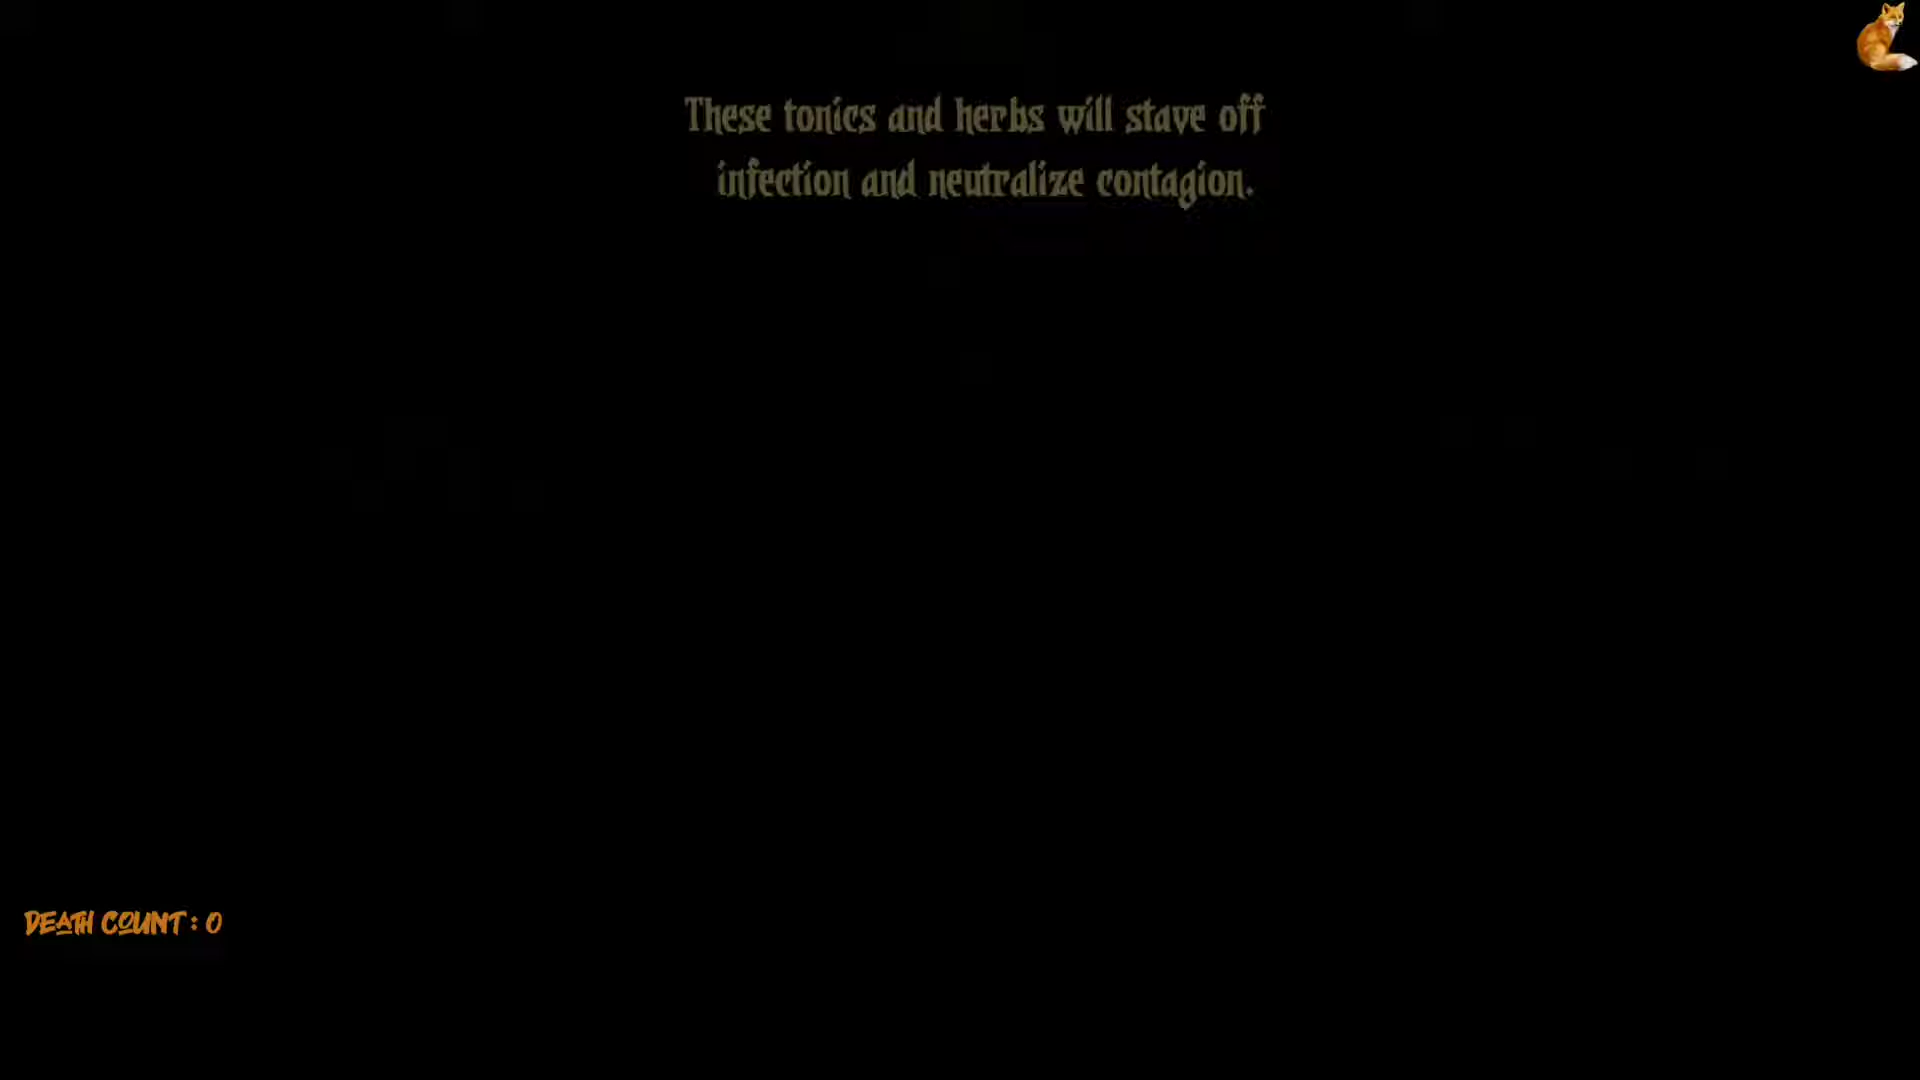 These tonics and herbs will stave off
infection and neutralize contagion.
DEATH COUNT : 0